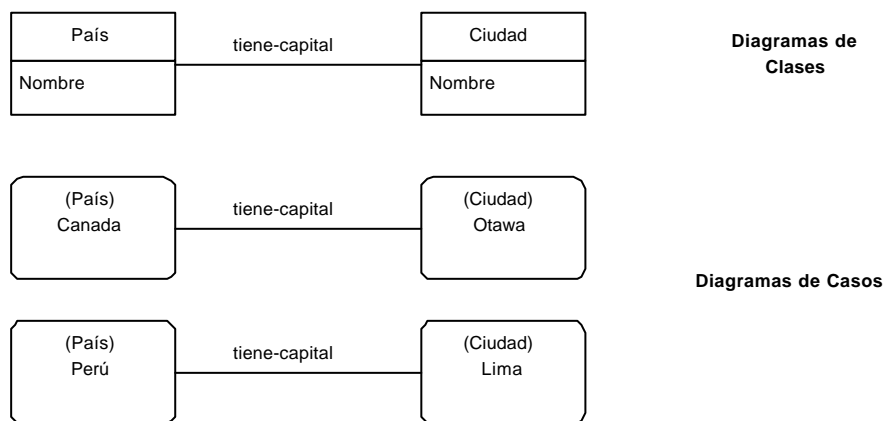 País
tiene-capital
Ciudad
Diagramas de
Clases
Nombre
Nombre
(País)
Canada
tiene-capital
(Ciudad)
Otawa
Diagramas de Casos
(País)
Perú
tiene-capital
(Ciudad)
Lima